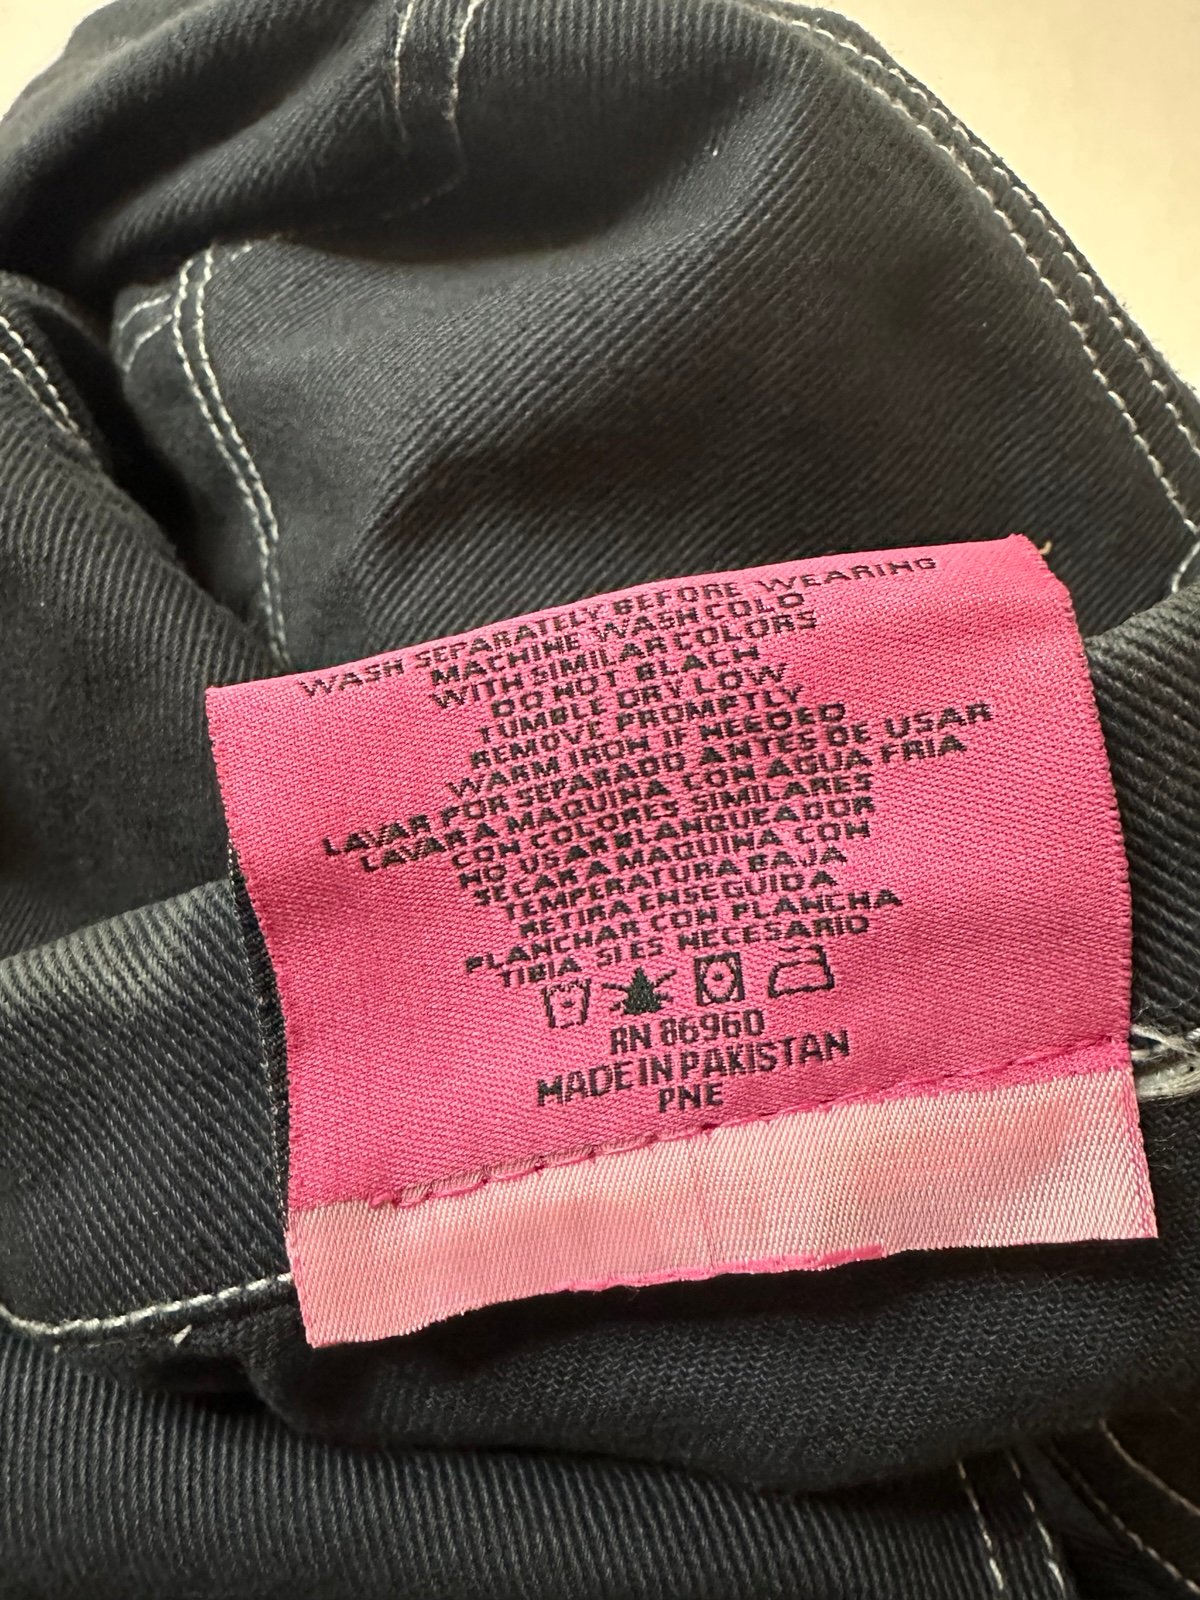 WASH SEPARATELY BEFORE WEARING
MACHINE WASH COLD
WITH SIMILAR COLORS
DO NOT BLACH
TUMBLE DRY LOW
REMOVE PROMPTLY
WARM IRON IF NEEDED
LAVAR POR SEPARADO ANTES DE USAR
LAVAR A MAQUINA CON AGUA FRIA
CON COLORES SIMILARES
NO USAR BLANQUEADOR
SECAR A MAQUINA CON
TEMPERATURA BAJA
RETIRA ENSEGUIDA
PLANCHAR CON PLANCHA
TIBIA SI ES NECESARIO
RN 86960
MADE IN PAKISTAN
PNE